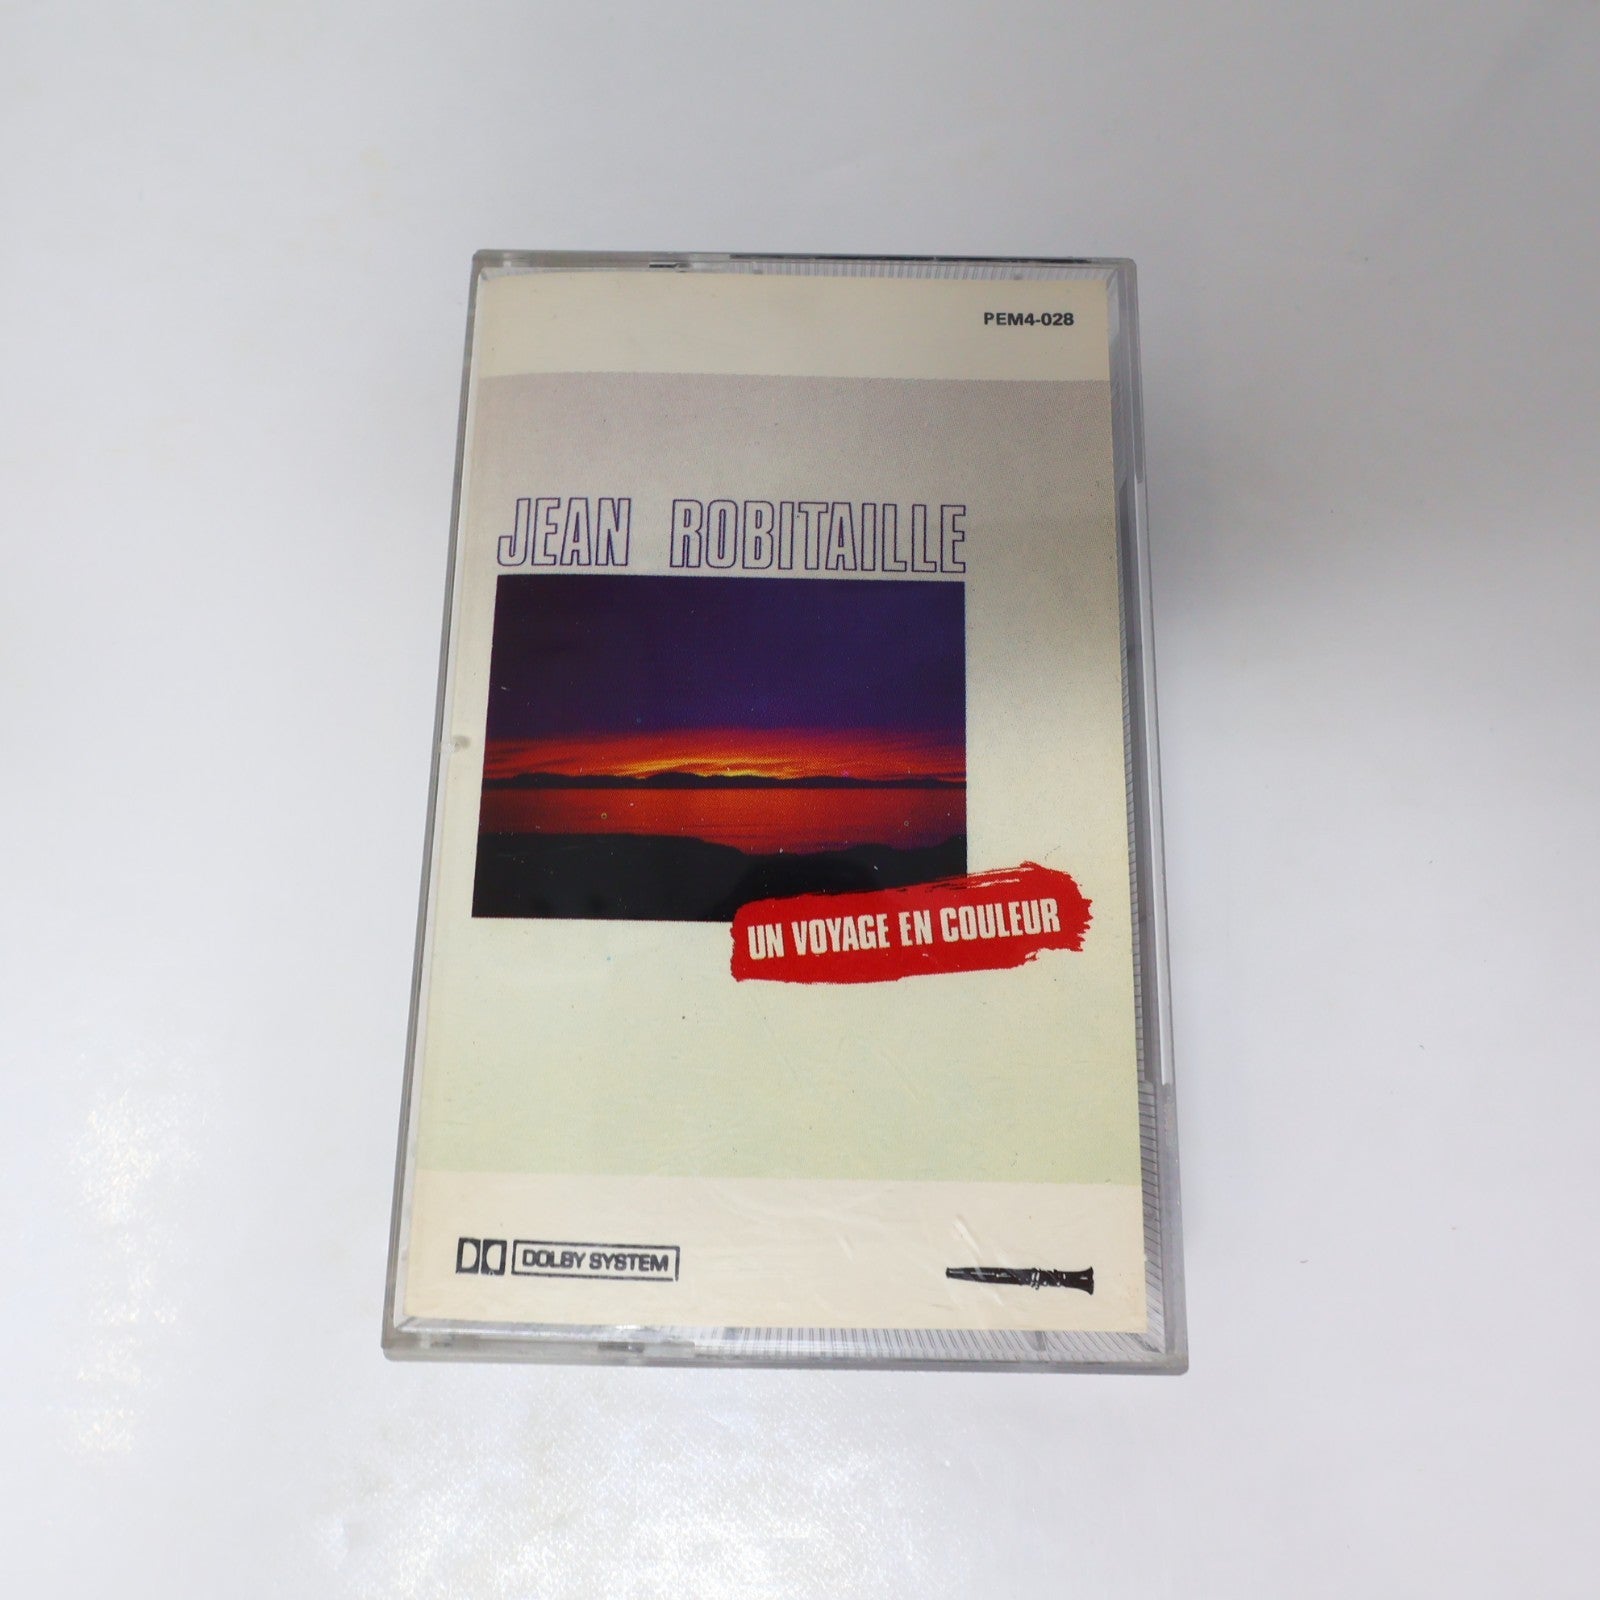 PEM4-028
JEAN ROBITAILLE
UN VOYAGE EN COULEUR
DOLBY SYSTEM